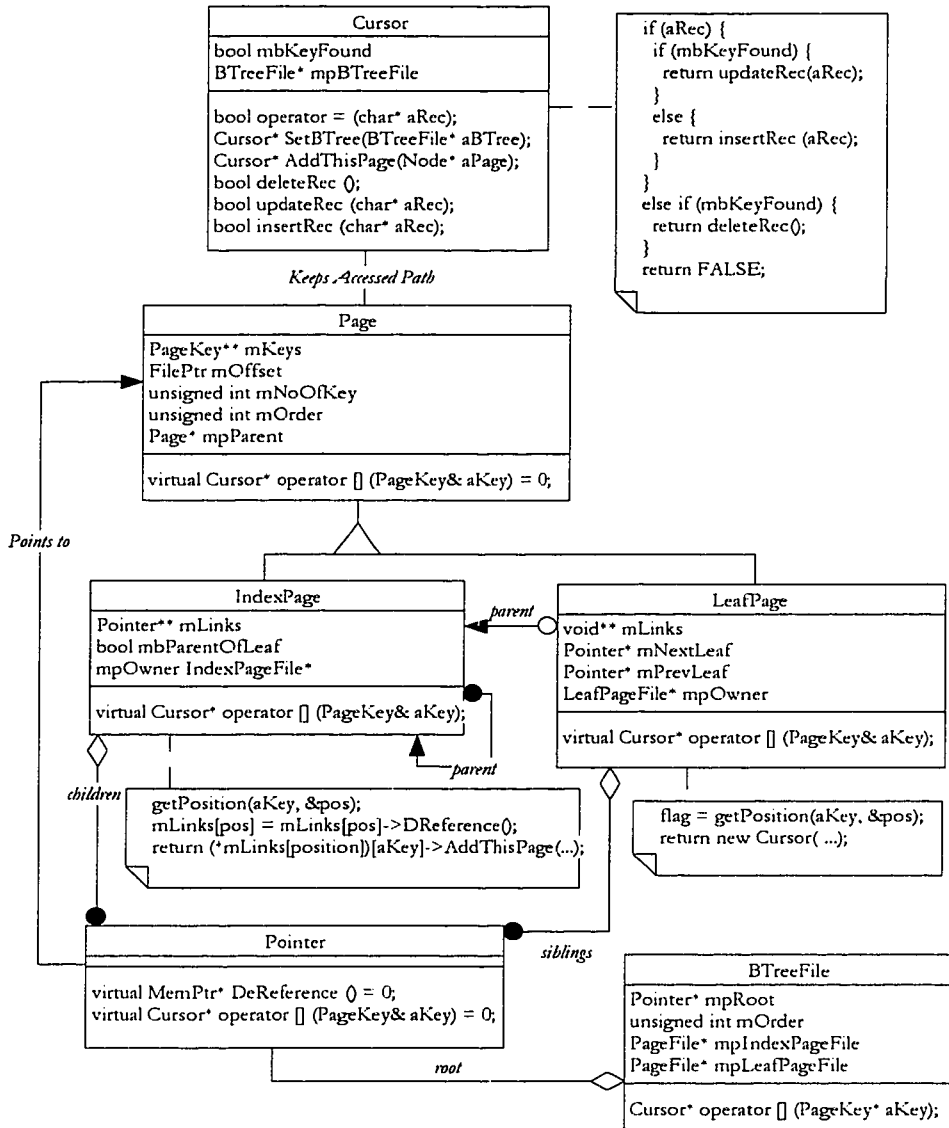 Cursor
bool mbKeyFound
BTreeFile* mpBTreeFile
bool operator = (char* aRec);
Cursor* SetBTree(BTreeFile* aBTree);
Cursor* AddThisPage(Node* aPage);
bool deleteRec ();
bool updateRec (char* aRec);
bool insertRec (char* aRec);
if (aRec) {
if (mbKeyFound) {
return updateRec(aRec);
}
else {
return insertRec (aRec);
}
}
else if (mbKeyFound) {
return deleteRec();
}
return FALSE;
Keeps Accessed Path
Page
PageKey** mKeys
FilePtr mOffset
unsigned int mNoOfKey
unsigned int mOrder
Page* mpParent
virtual Cursor* operator [] (PageKey& aKey) = 0;
Points to
IndexPage
Pointer** mLinks
bool mbParentOfLeaf
mpOwner IndexPageFile*
virtual Cursor* operator [] (PageKey& aKey);
parent
LeafPage
void** mLinks
Pointer* mNextLeaf
Pointer* mPrevLeaf
LeafPageFile* mpOwner
virtual Cursor* operator [] (PageKey& aKey);
parent
children
getPosition(aKey, &pos);
mLinks[pos] = mLinks[pos]->DReference();
return (*mLinks[position])[aKey]->AddThisPage(...);
flag = getPosition(aKey, &pos);
return new Cursor( ...);
Pointer
virtual MemPtr* DeReference () = 0;
virtual Cursor* operator [] (PageKey& aKey) = 0;
siblings
BTreeFile
Pointer* mpRoot
unsigned int mOrder
PageFile* mpIndexPageFile
PageFile* mpLeafPageFile
Cursor* operator [] (PageKey* aKey);
root